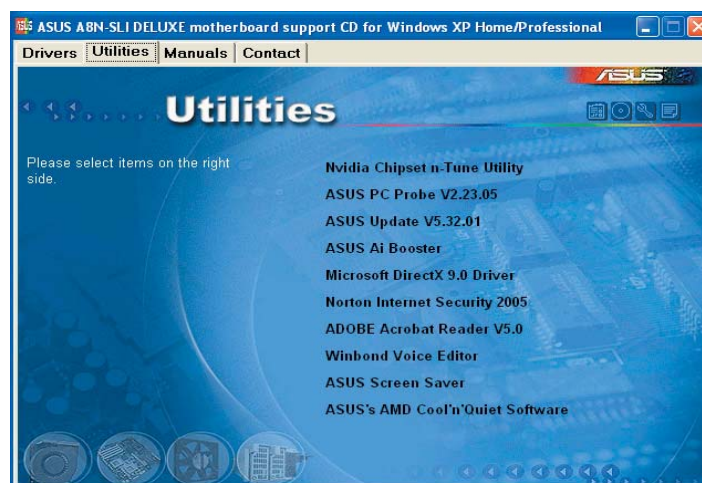 ASUS A8N-SLI DELUXE motherboard support CD for Windows XP Home/Professional
Drivers Utilities Manuals Contact
ASUS
Utilities
Please select items on the right
side.
Nvidia Chipset n-Tune Utility
ASUS PC Probe V2.23.05
ASUS Update V5.32.01
ASUS Ai Booster
Microsoft DirectX 9.0 Driver
Norton Internet Security 2005
ADOBE Acrobat Reader V5.0
Winbond Voice Editor
ASUS Screen Saver
ASUS's AMD Cool'n'Quiet Software